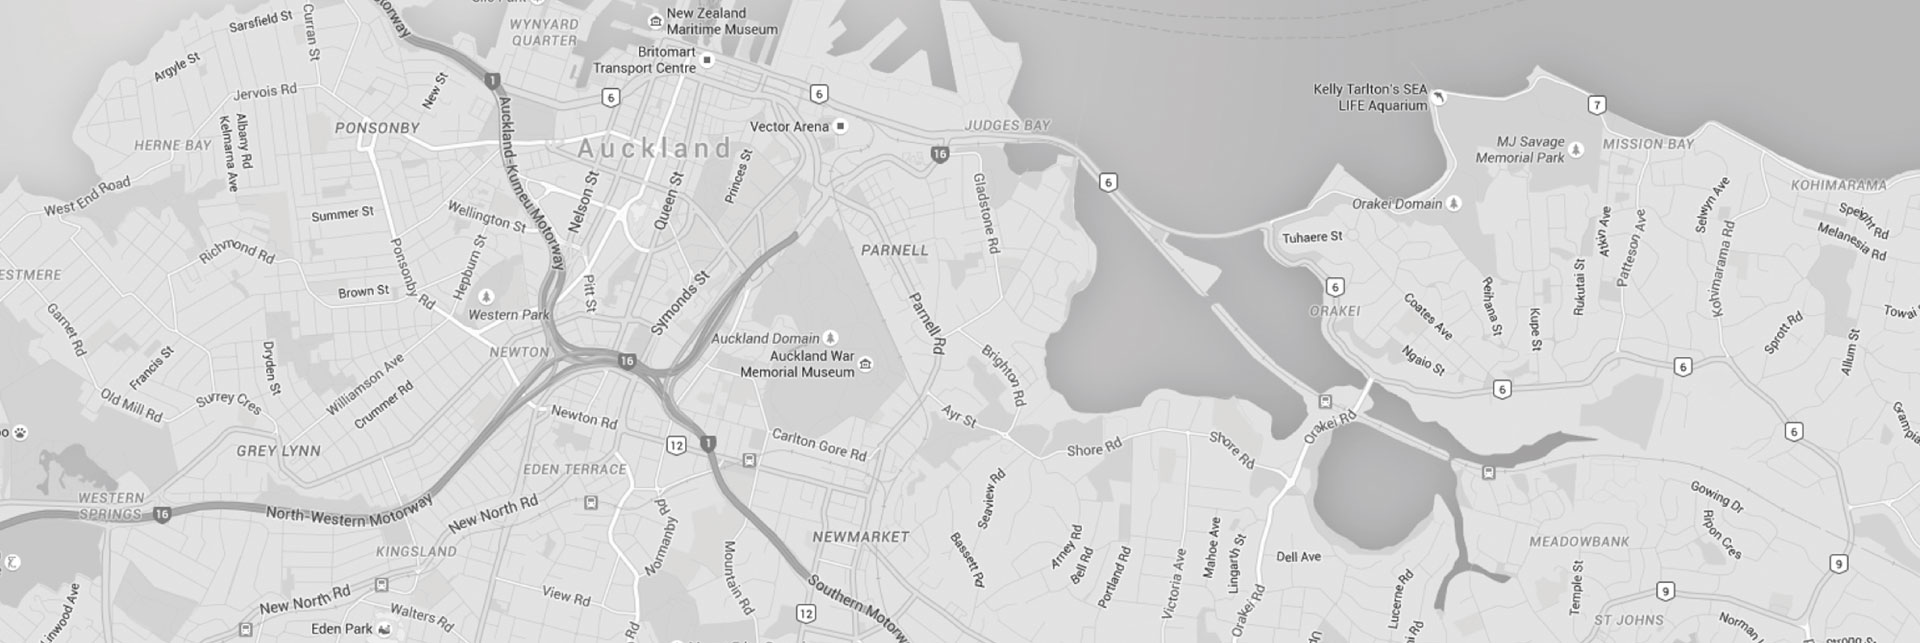 Sarsfield St
Curran St
WYNYARD
QUARTER
New Zealand
Maritime Museum
Argyle St
Britomart
Transport Centre
1
6
6
Kelly Tarlton's SEA
LIFE Aquarium
7
Jervois Rd
New St
PONSONBY
Auckland
Vector Arena
JUDGES BAY
MJ Savage
Memorial Park
MISSION BAY
HERNE BAY
Albany Rd
Kelmarna Ave
Auckland-Kumeu Motorway
Princes St
16
6
KOHIMARAMA
West End Road
Summer St
Wellington St
Nelson St
Queen St
Gladstone Rd
Orakei Domain
Selwyn Ave
Melanesia Rd
Richmond Rd
Ponsonby Rd
Hepburn St
PARNELL
Tuhaere St
Atkin Ave
Patteson Ave
Kohimarama Rd
Brown St
Pitt St
Symonds St
6
Rukutai St
Reihana St
Western Park
Garnet Rd
Parnell Rd
ORAKEI
Coates Ave
Kupe St
Sprott Rd
NEWTON
16
Auckland Domain
Auckland War
Memorial Museum
Ngaio St
Allum St
Francis St
Dryden St
Williamson Ave
Crummer Rd
Brighton Rd
6
6
Old Mill Rd
Surrey Cres
Newton Rd
Ayr St
Orakei Rd
6
GREY LYNN
12
1
Carlton Gore Rd
Shore Rd
Shore Rd
EDEN TERRACE
WESTERN
SPRINGS
16
North-Western Motorway
New North Rd
Normanby Rd
Seaview Rd
Gowing Dr
Ripon Cres
KINGSLAND
Mountain Rd
NEWMARKET
Bassett Rd
Arney Rd
Bell Rd
Portland Rd
Victoria Ave
Mahoe Ave
Lingarth St
Dell Ave
MEADOWBANK
9
New North Rd
View Rd
Walters Rd
Eden Park
12
Orakei Rd
Lucerne Rd
Temple St
9
ST JOHNS